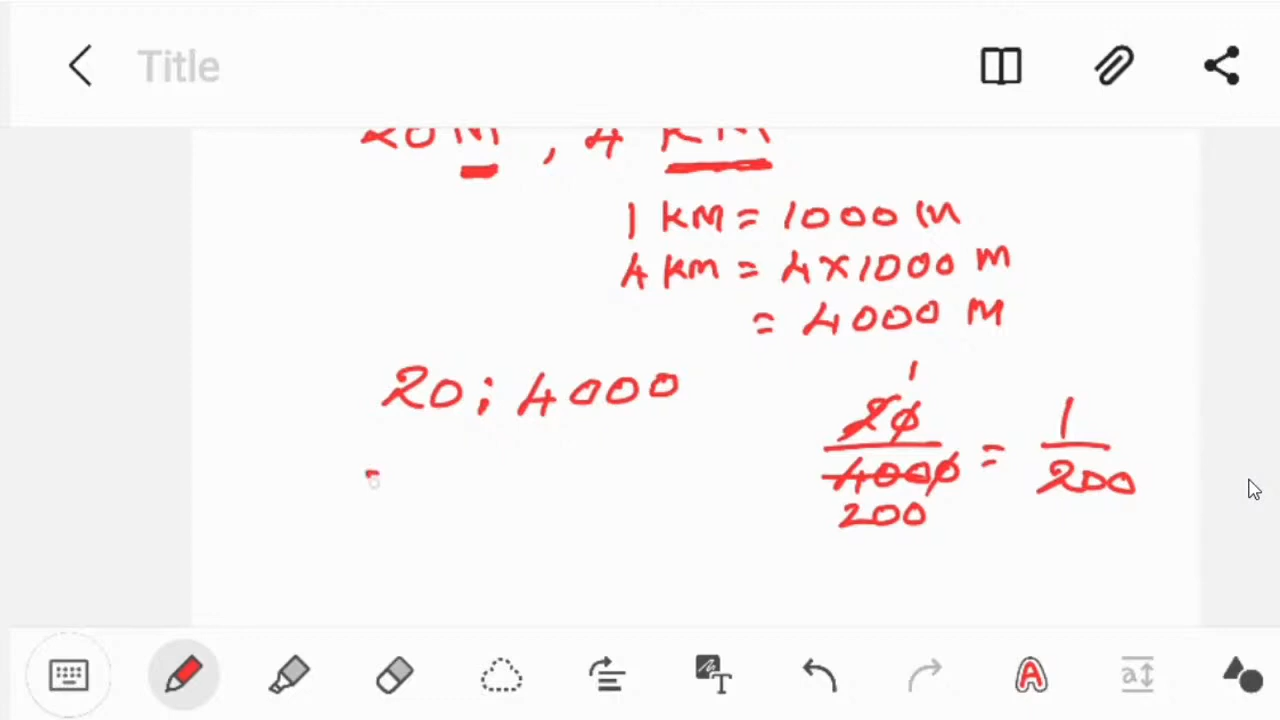 Title
20 M , 4 KM
1 KM = 1000 M
4 KM = 4 × 1000 M
= 4000 M
20 : 4000
1
20
4000
200
=
1
200
=
T
A
a